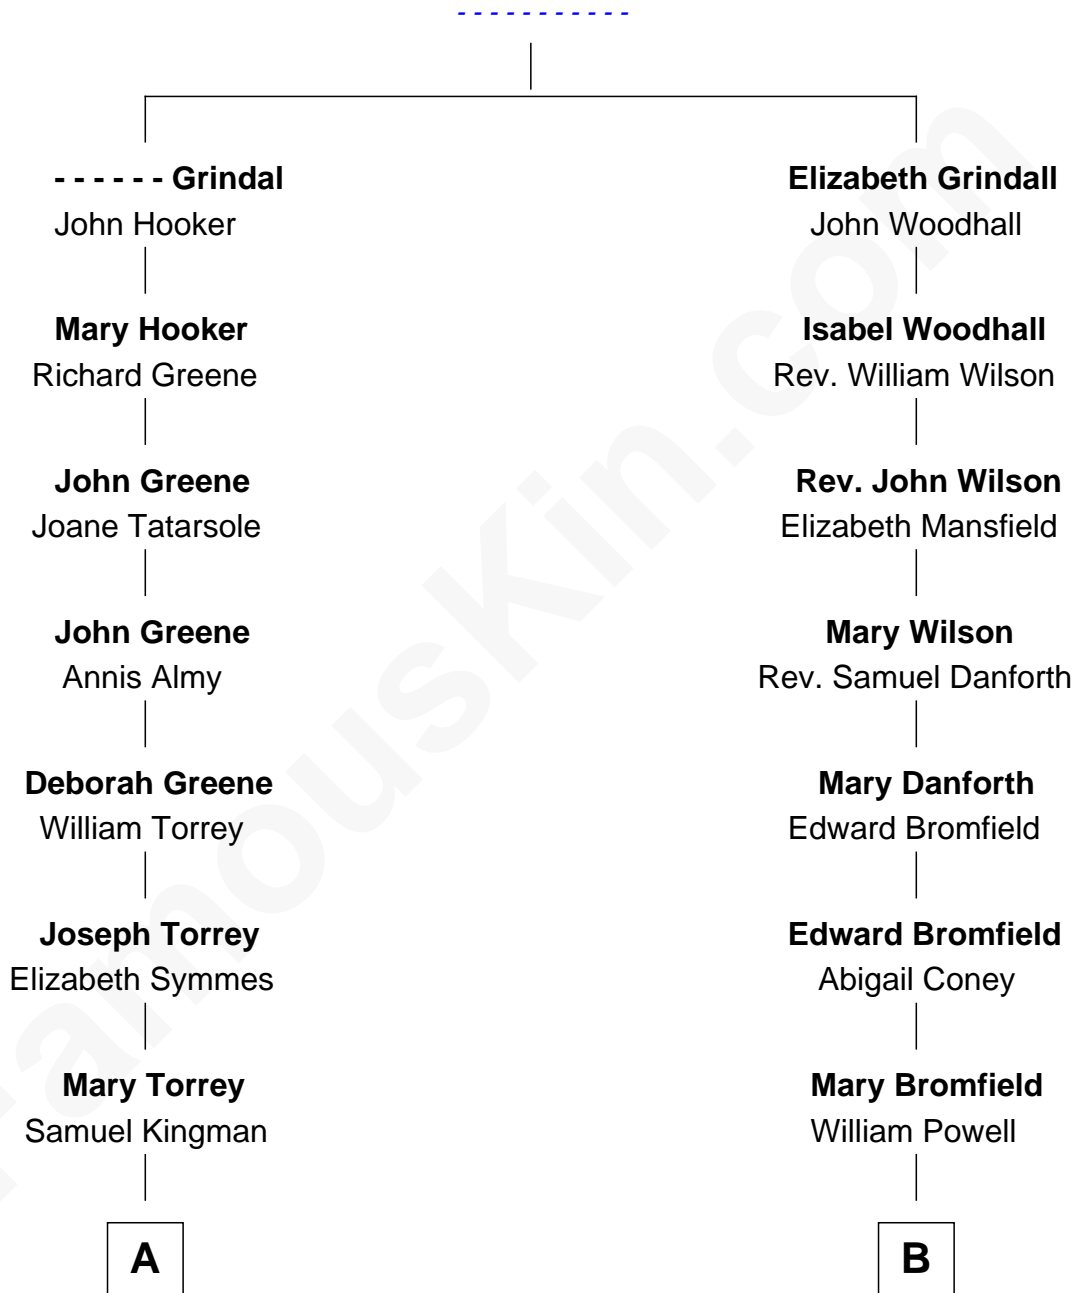 - - - - - - - - - - -
- - - - - - Grindal
John Hooker
Mary Hooker
Richard Greene
John Greene
Joane Tatarsole
John Greene
Annis Almy
Deborah Greene
William Torrey
Joseph Torrey
Elizabeth Symmes
Mary Torrey
Samuel Kingman
A
Elizabeth Grindall
John Woodhall
Isabel Woodhall
Rev. William Wilson
Rev. John Wilson
Elizabeth Mansfield
Mary Wilson
Rev. Samuel Danforth
Mary Danforth
Edward Bromfield
Edward Bromfield
Abigail Coney
Mary Bromfield
William Powell
B
FamousKin.com